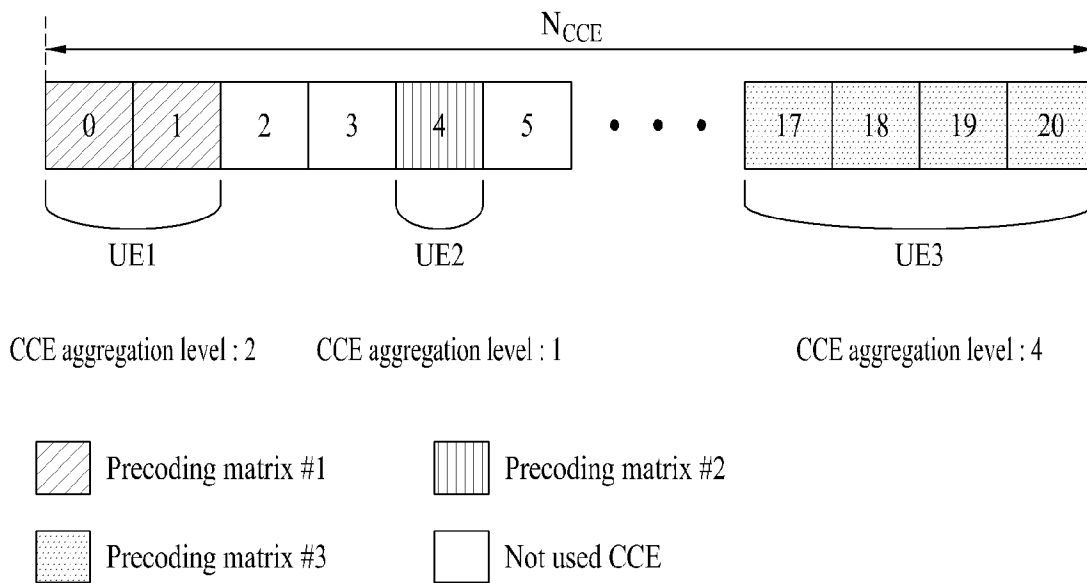 N_CCE
0 1 2 3 4 5 • • • 17 18 19 20
UE1 UE2 UE3
CCE aggregation level : 2 CCE aggregation level : 1 CCE aggregation level : 4
Precoding matrix #1 Precoding matrix #2
Precoding matrix #3 Not used CCE